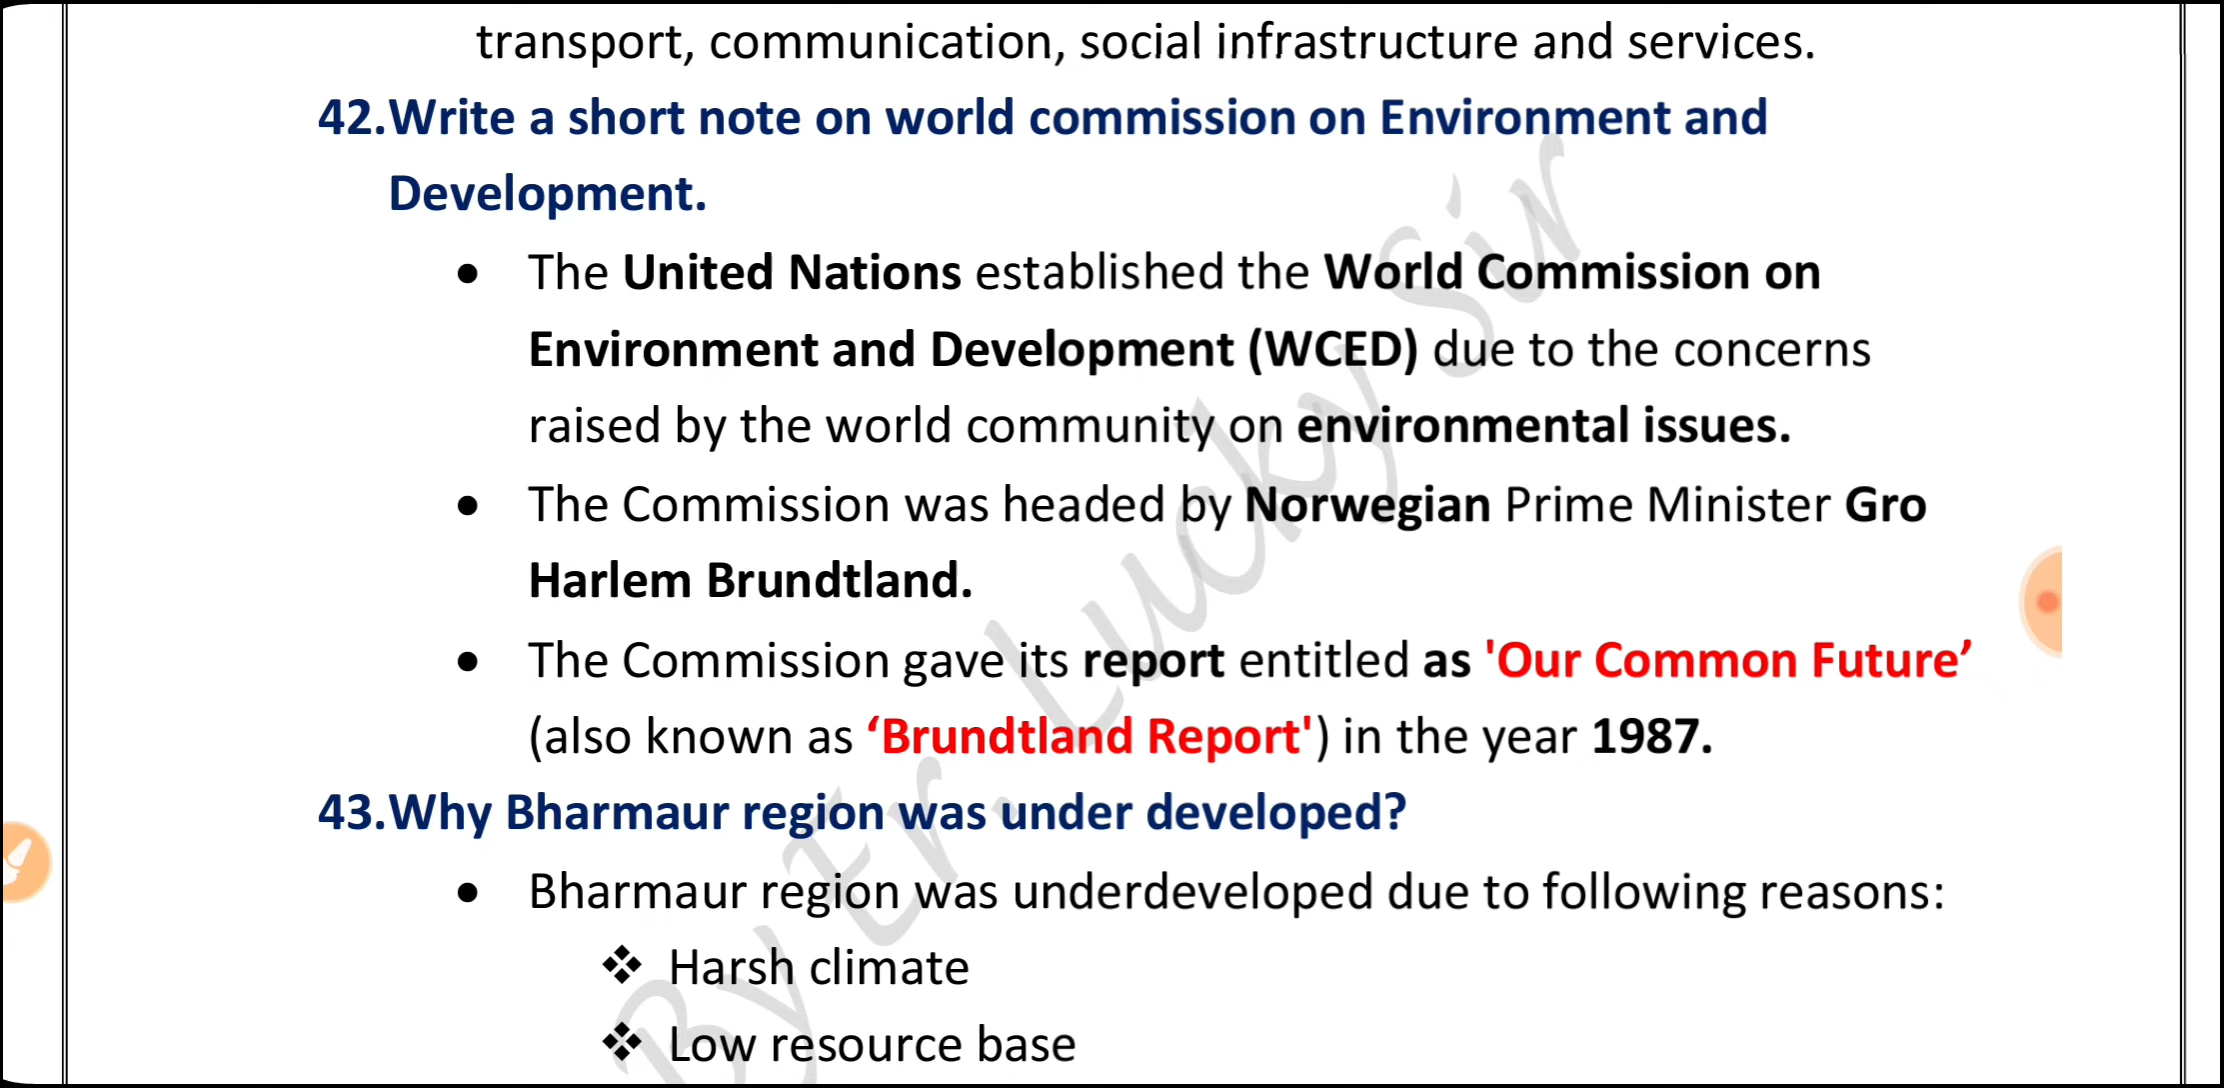 transport, communication, social infrastructure and services.
42.Write a short note on world commission on Environment and
Development.
• The United Nations established the World Commission on
Environment and Development (WCED) due to the concerns
raised by the world community on environmental issues.
• The Commission was headed by Norwegian Prime Minister Gro
Harlem Brundtland.
• The Commission gave its report entitled as 'Our Common Future’
(also known as ‘Brundtland Report') in the year 1987.
43.Why Bharmaur region was under developed?
• Bharmaur region was underdeveloped due to following reasons:
❖ Harsh climate
❖ Low resource base
By Er. Lucky Sir